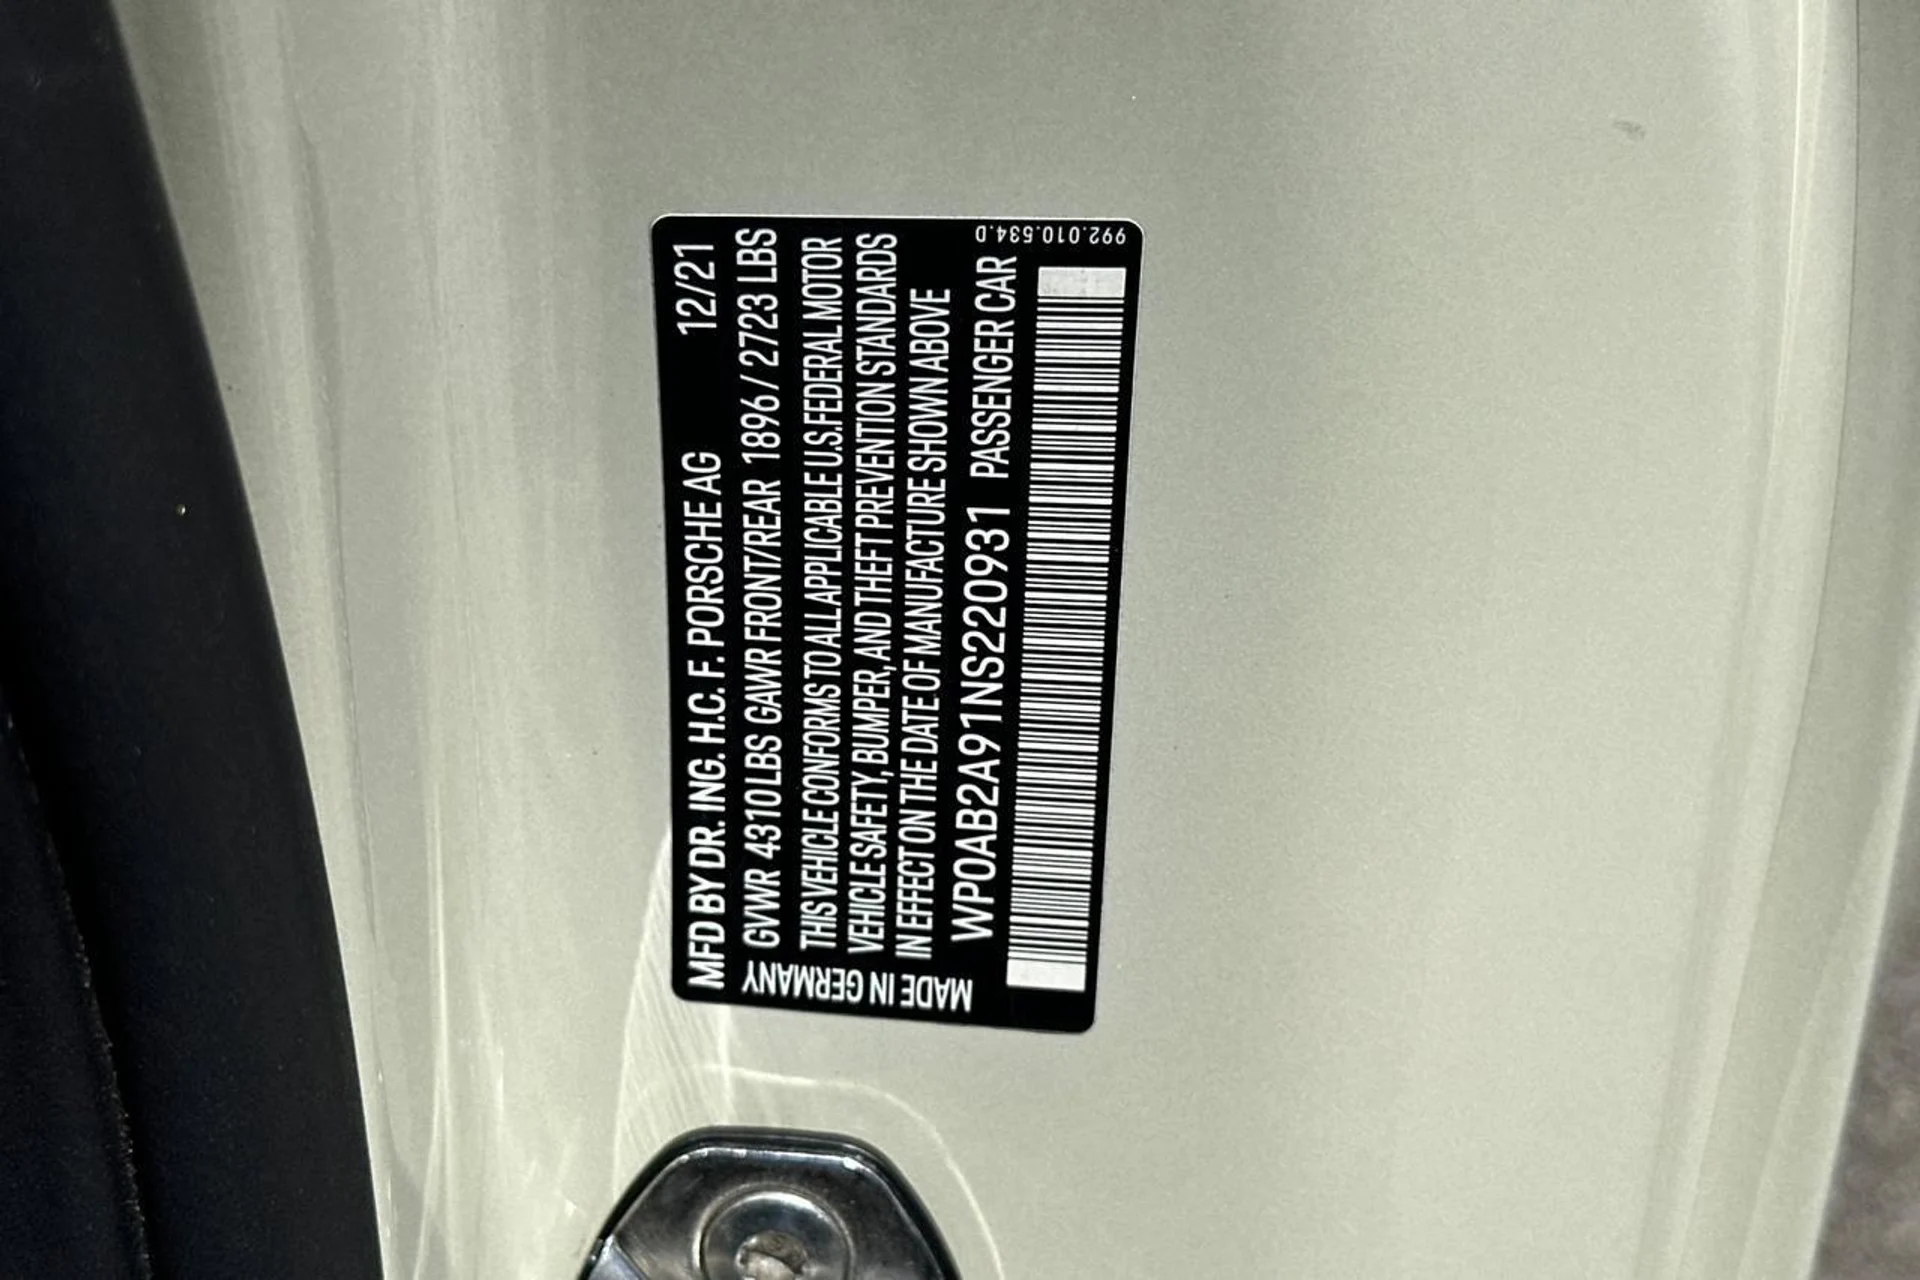 MFD BY DR. ING. H.C. F. PORSCHE AG 12/21
GVWR 4310 LBS GAWR FRONT/REAR 1896 / 2723 LBS
THIS VEHICLE CONFORMS TO ALL APPLICABLE U.S. FEDERAL MOTOR
VEHICLE SAFETY, BUMPER, AND THEFT PREVENTION STANDARDS
IN EFFECT ON THE DATE OF MANUFACTURE SHOWN ABOVE
WP0AB2A91NS220931 PASSENGER CAR
MADE IN GERMANY
992.010.534.D